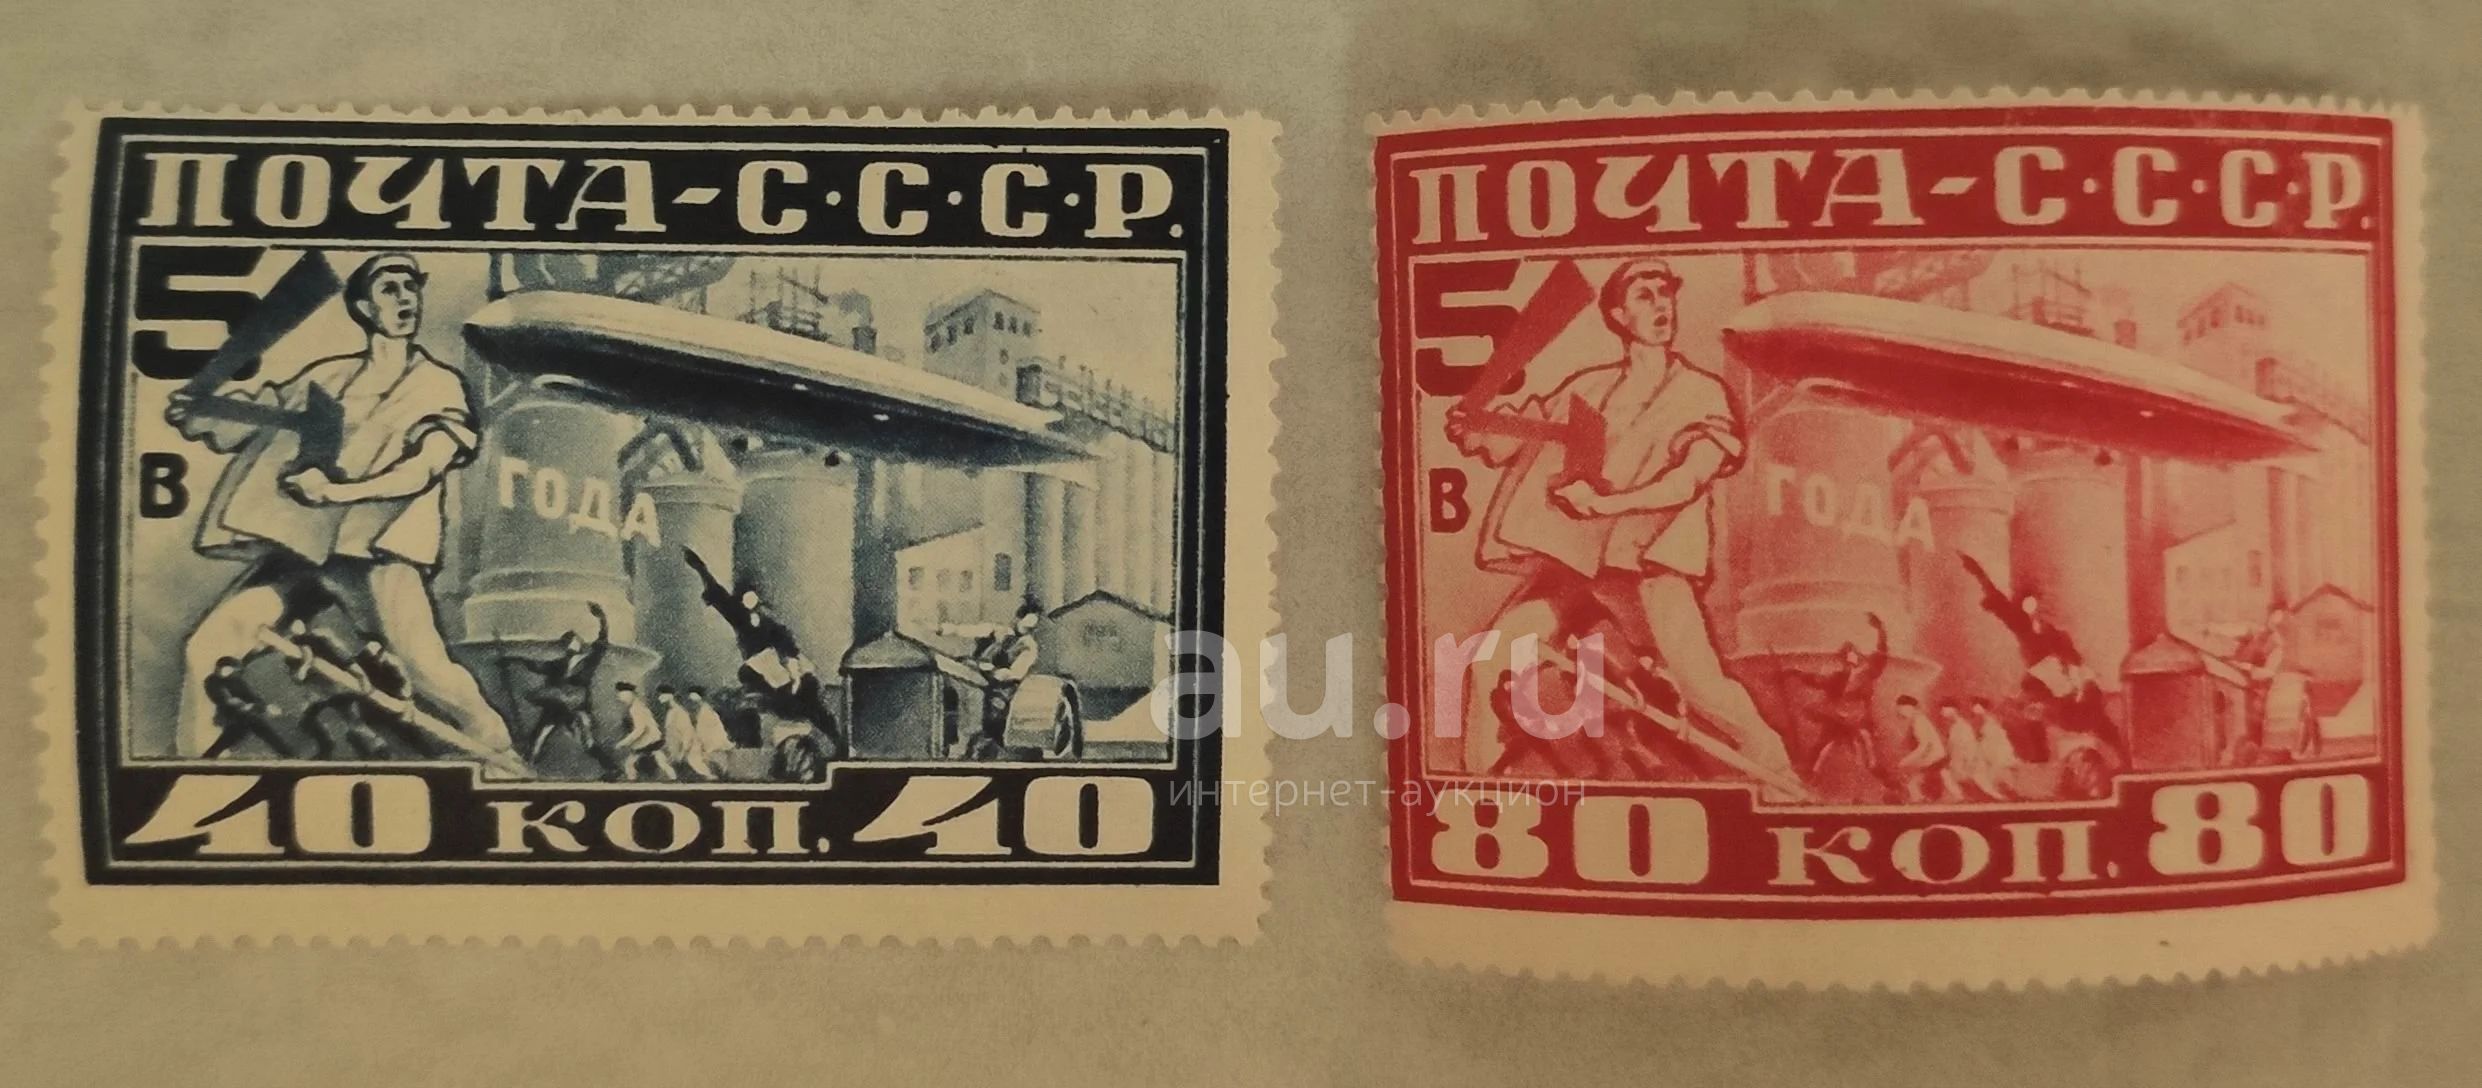 ПОЧТА-С·С·С·Р.
5
В
ГОДА
40 КОП. 40
ПОЧТА-С·С·С·Р.
5
В
ГОДА
80 КОП. 80
au.ru
интернет-аукцион